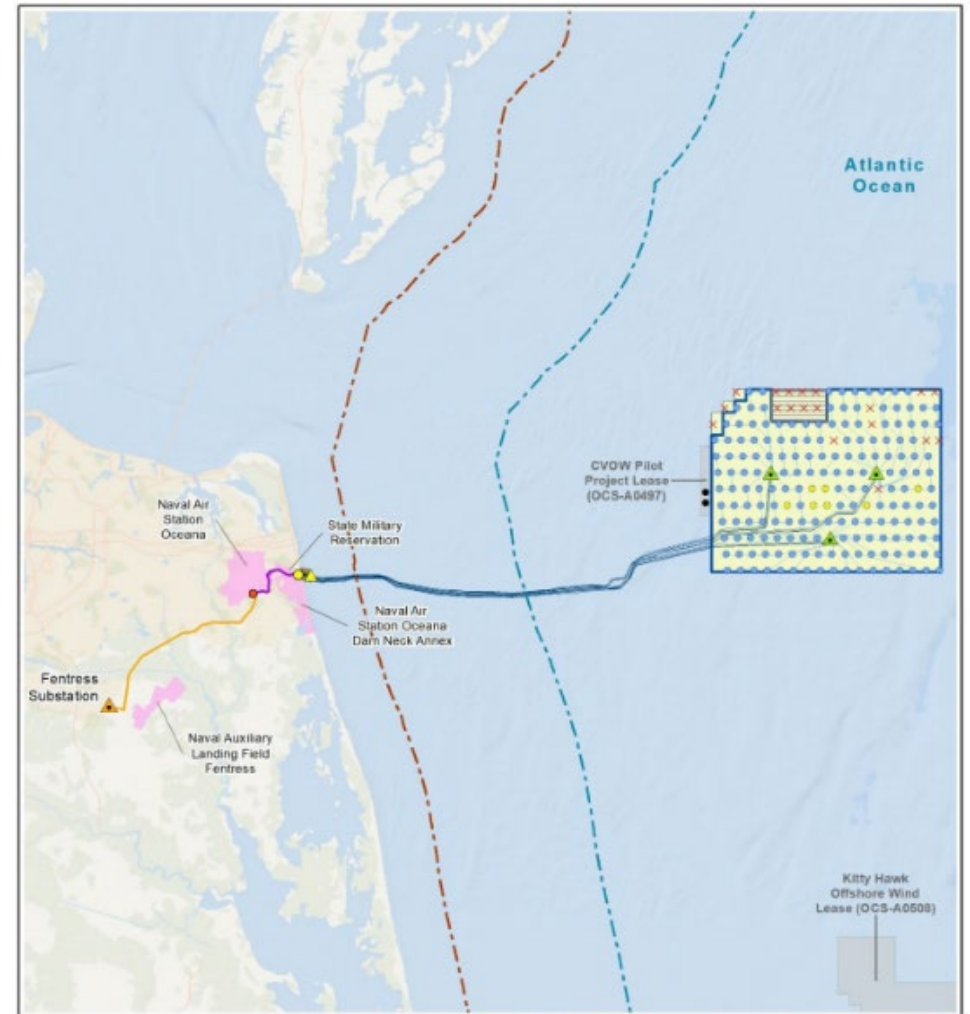 Atlantic
Ocean
CVOW Pilot
Project Lease
(OCS-A0497)
Naval Air
Station
Oceana
State Military
Reservation
Naval Air
Station Oceana
Dam Neck Annex
Fentress
Substation
Naval Auxiliary
Landing Field
Fentress
Kitty Hawk
Offshore Wind
Lease (OCS-A0508)